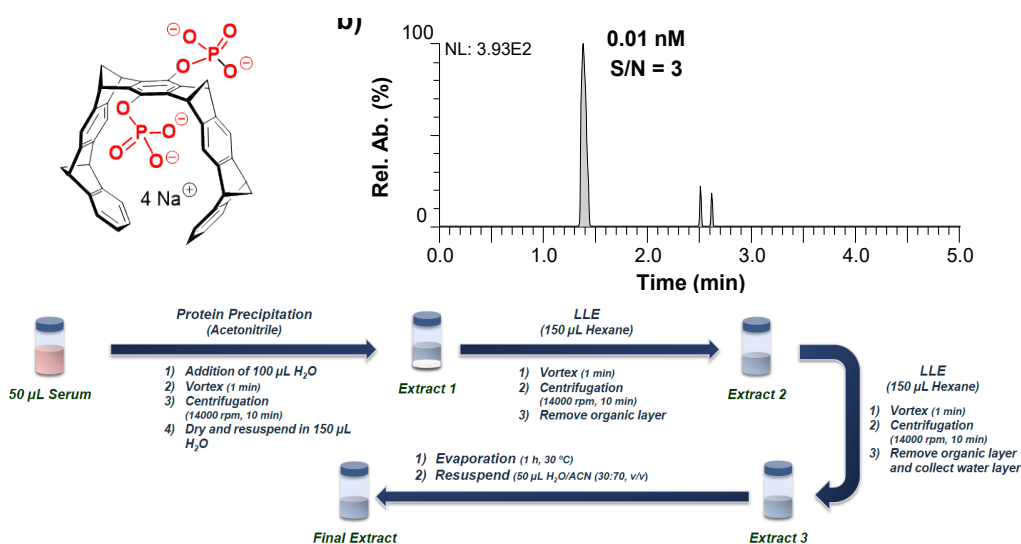 b)
100
NL: 3.93E2
0.01 nM
S/N = 3
Rel. Ab. (%)
0
0.0 1.0 2.0 3.0 4.0 5.0
Time (min)
⊖O O
P
O O⊖
O
P–O⊖
O O⊖
4 Na⊕
Protein Precipitation
(Acetonitrile)
50 µL Serum
1) Addition of 100 µL H₂O
2) Vortex (1 min)
3) Centrifugation
(14000 rpm, 10 min)
4) Dry and resuspend in 150 µL
H₂O
Extract 1
LLE
(150 µL Hexane)
1) Vortex (1 min)
2) Centrifugation
(14000 rpm, 10 min)
3) Remove organic layer
Extract 2
LLE
(150 µL Hexane)
1) Vortex (1 min)
2) Centrifugation
(14000 rpm, 10 min)
3) Remove organic layer
and collect water layer
Extract 3
1) Evaporation (1 h, 30 ºC)
2) Resuspend (50 µL H₂O/ACN (30:70, v/v)
Final Extract